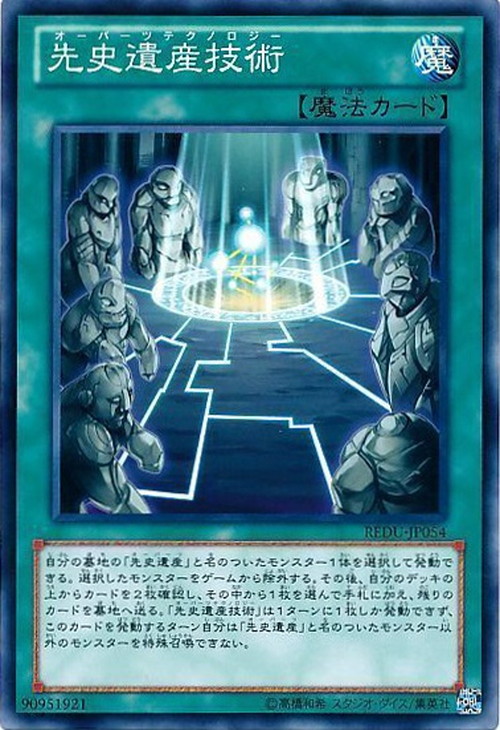 オーパーツテクノロジー
先史遺産技術
魔
まほう
【魔法カード】
REDU-JP054
自分の墓地の「先史遺産」と名のついたモンスター1体を選択して発動
できる。選択したモンスターをゲームから除外する。その後、自分のデッキの
上からカードを2枚確認し、その中から1枚を選んで手札に加え、残りの
カードを墓地へ送る。「先史遺産技術」は1ターンに1枚しか発動できず、
このカードを発動するターン自分は「先史遺産」と名のついたモンスター以
外のモンスターを特殊召喚できない。
90951921
©高橋和希 スタジオ・ダイス/集英社